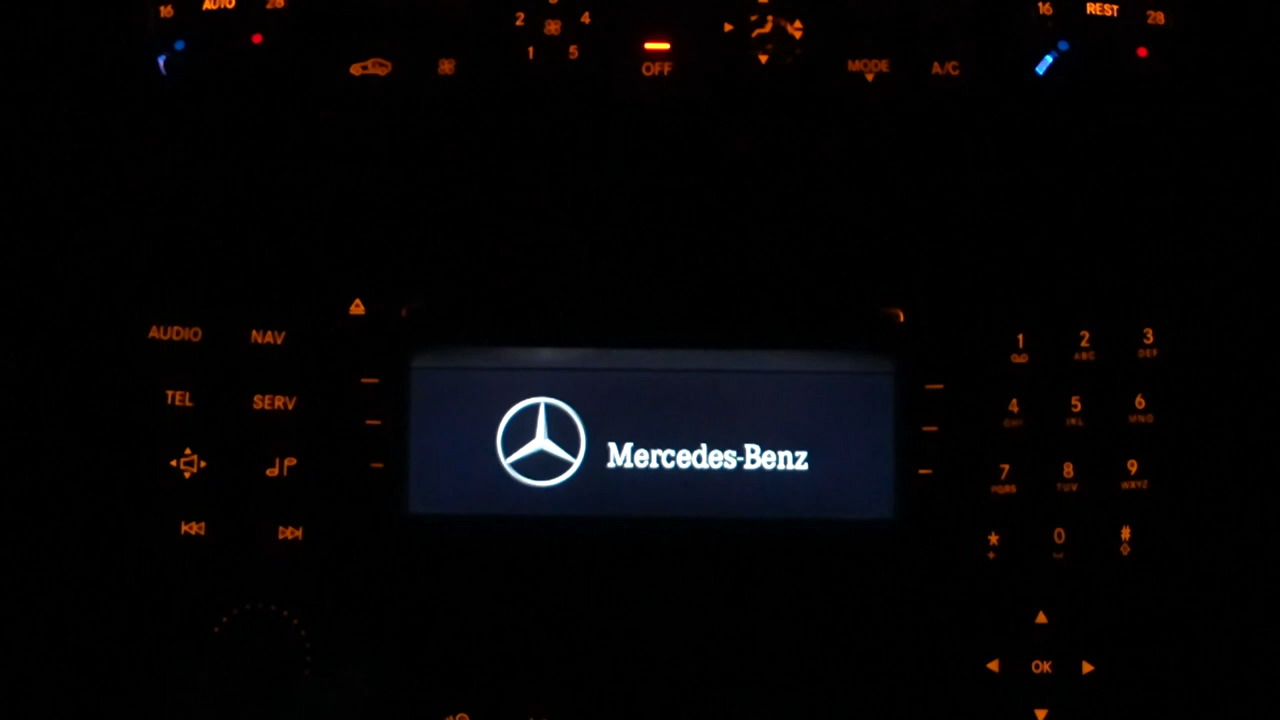 16 AUTO 28
2 4
1 5
OFF
MODE
A/C
16 REST 28
AUDIO NAV
TEL SERV
Mercedes-Benz
1 2 ABC 3 DEF
4 GHI 5 JKL 6 MNO
7 PQRS 8 TUV 9 WXYZ
* 0 #
+
OK